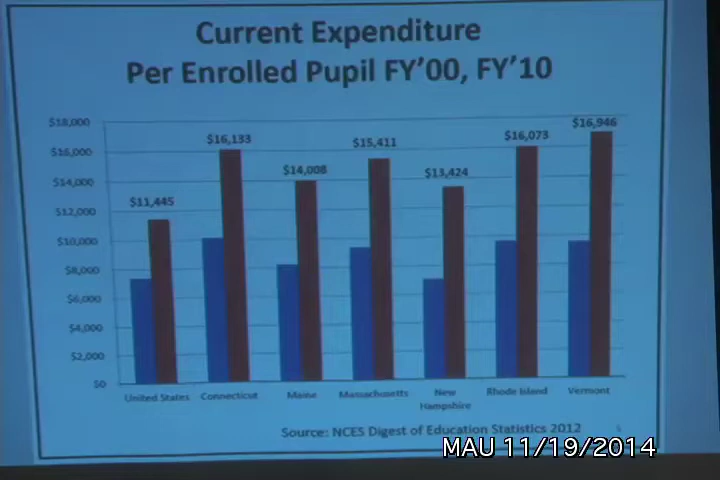 Current Expenditure
Per Enrolled Pupil FY'00, FY'10
$18,000
$16,000
$14,000
$12,000
$10,000
$8,000
$6,000
$4,000
$2,000
$0
$11,445
$16,133
$14,008
$15,411
$13,424
$16,073
$16,946
United States
Connecticut
Maine
Massachusetts
New
Hampshire
Rhode Island
Vermont
Source: NCES Digest of Education Statistics 2012
MAU 11/19/2014